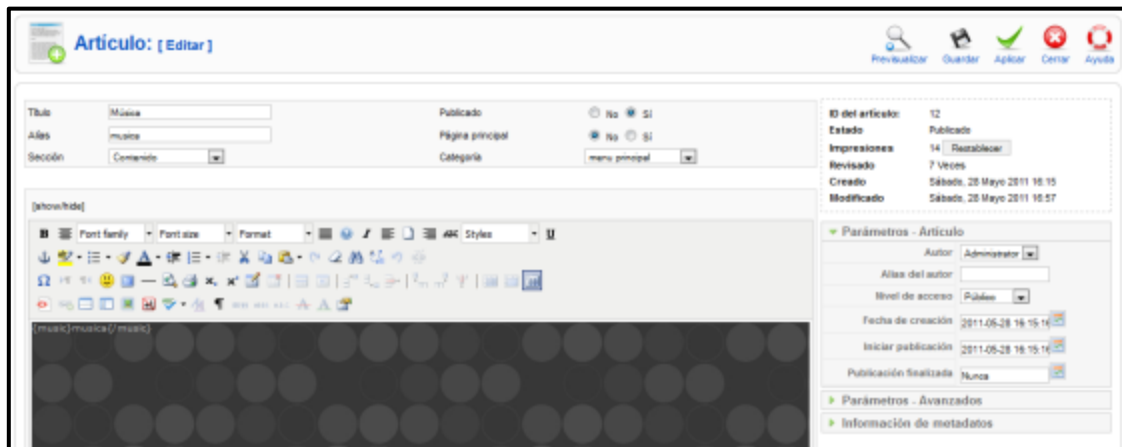 Artículo: [ Editar ]
Previsualizar Guardar Aplicar Cerrar Ayuda
Título Música Publicado No Sí
Alias musica Página principal No Sí
Sección Contenido Categoría menu principal
ID del artículo: 12
Estado Publicado
Impresiones 14 Restablecer
Revisado 7 Veces
Creado Sábado, 28 Mayo 2011 16:15
Modificado Sábado, 28 Mayo 2011 16:57
[show/hide]
B Font family Font size Format I ABC Styles U
{music}musica{/music}
Parámetros - Artículo
Autor Administrator
Alias del autor
Nivel de acceso Público
Fecha de creación 2011-05-28 16:15:16
Iniciar publicación 2011-05-28 16:15:16
Publicación finalizada Nunca
Parámetros - Avanzados
Información de metadatos